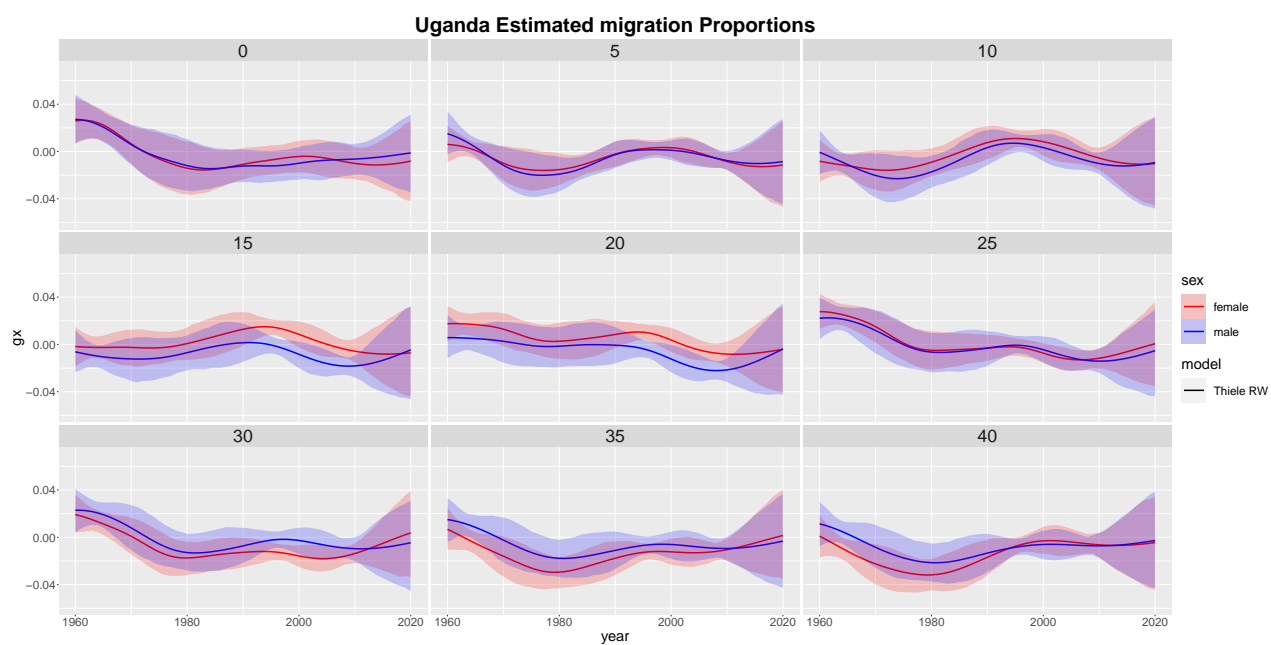 Uganda Estimated migration Proportions
0 5 10
0.04
0.00
−0.04
15 20 25
0.04
0.00
−0.04
30 35 40
0.04
0.00
−0.04
1960 1980 2000 2020 1960 1980 2000 2020 1960 1980 2000 2020
year
gx
sex
female
male
model
Thiele RW